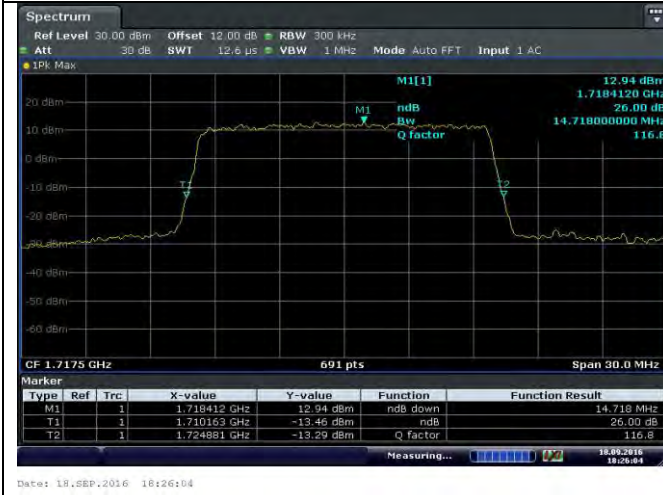 Spectrum
Ref Level 30.00 dBm Offset 12.00 dB RBW 300 kHz
Att 30 dB SWT 12.6 µs VBW 1 MHz Mode Auto FFT Input 1 AC
1Pk Max
M1[1] 12.94 dBm
1.7184120 GHz
20 dBm
M1 ndB 26.00 dB
10 dBm Bw 14.718000000 MHz
Q factor 116.8
0 dBm
-10 dBm T1 T2
-20 dBm
-30 dBm
-40 dBm
-50 dBm
-60 dBm
CF 1.7175 GHz 691 pts Span 30.0 MHz
Marker
Type Ref Trc X-value Y-value Function Function Result
M1 1 1.718412 GHz 12.94 dBm ndB down 14.718 MHz
T1 1 1.710163 GHz -13.46 dBm ndB 26.00 dB
T2 1 1.724881 GHz -13.29 dBm Q factor 116.8
Measuring... 18.09.2016
18:26:04
Date: 18.SEP.2016 18:26:04